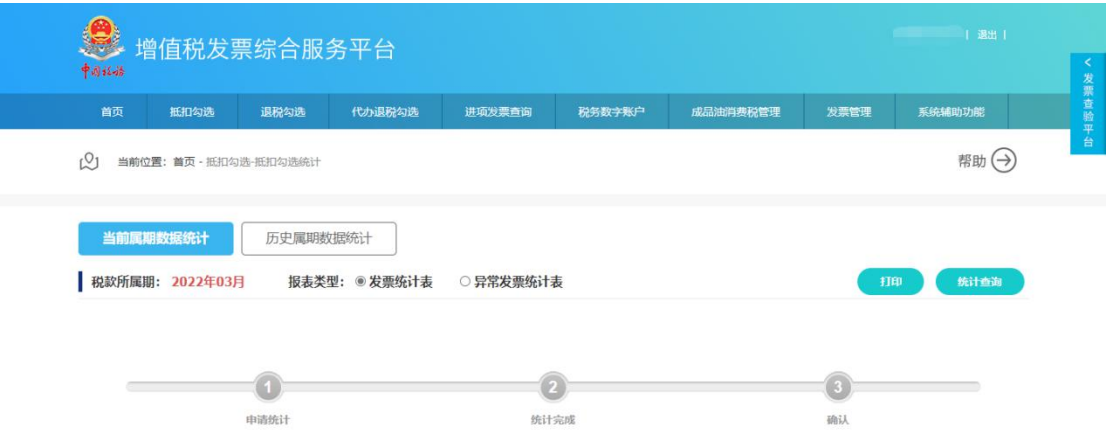 增值税发票综合服务平台
中国税务
| 退出 |
< 发票查验平台
首页 抵扣勾选 退税勾选 代办退税勾选 进项发票查询 税务数字账户 成品油消费税管理 发票管理 系统辅助功能
当前位置：首页 - 抵扣勾选-抵扣勾选统计
帮助
当前属期数据统计 历史属期数据统计
税款所属期： 2022年03月 报表类型： 发票统计表 异常发票统计表 打印 统计查询
1 2 3
申请统计 统计完成 确认